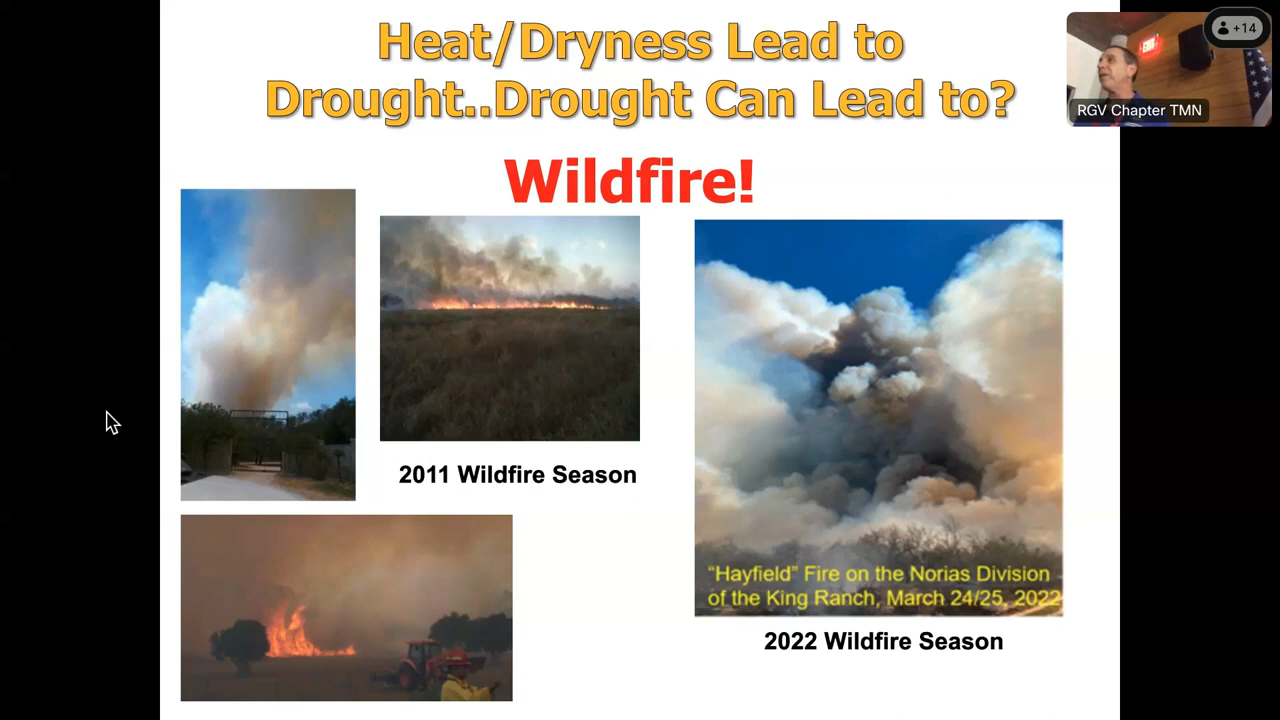 Heat/Dryness Lead to
Drought..Drought Can Lead to?
Wildfire!
+14
EXIT
RGV Chapter TMN
2011 Wildfire Season
"Hayfield" Fire on the Norias Division
of the King Ranch, March 24/25, 2022
2022 Wildfire Season